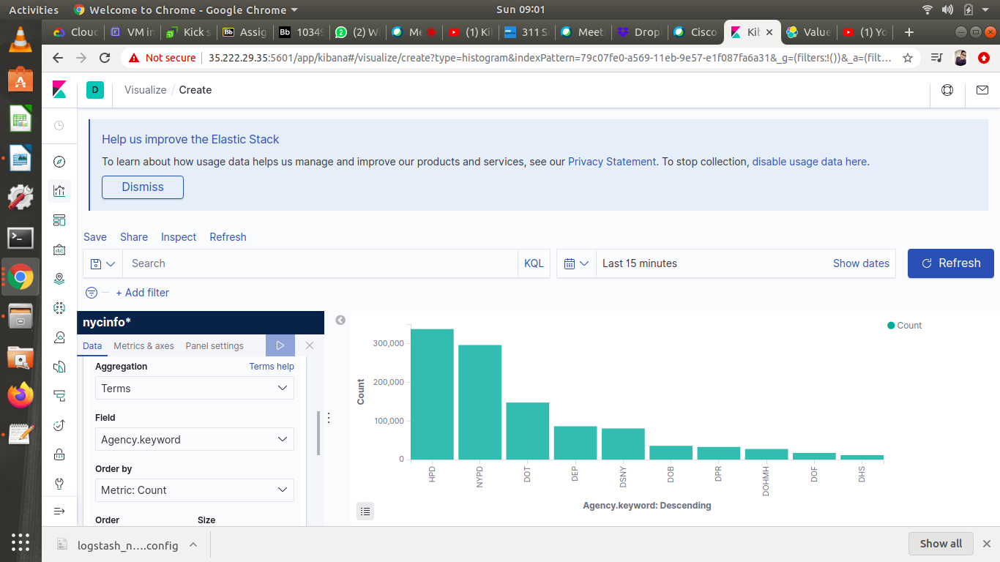 Activities
Welcome to Chrome - Google Chrome
Sun 09:01
Clouc
VM in
Kick s
Bb Assig
Bb 10349
(2) W
Me
(1) Ki
311 S
Meet
Dropl
Cisco
Kib
Value
(1) Yo
Not secure
35.222.29.35:5601/app/kibana#/visualize/create?type=histogram&indexPattern=79c07fe0-a569-11eb-9e57-e1f087fa6a31&_g=(filters:!())&_a=(filt...
D
Visualize / Create
Help us improve the Elastic Stack
To learn about how usage data helps us manage and improve our products and services, see our Privacy Statement. To stop collection, disable usage data here.
Dismiss
Save Share Inspect Refresh
Search
KQL
Last 15 minutes
Show dates
Refresh
+ Add filter
nycinfo*
Data Metrics & axes Panel settings
Aggregation
Terms help
Terms
Field
Agency.keyword
Order by
Metric: Count
Order
Size
Count
Count
300,000
200,000
100,000
0
HPD
NYPD
DOT
DEP
DSNY
DOB
DPR
DOHMH
DOF
DHS
Agency.keyword: Descending
logstash_n....config
Show all